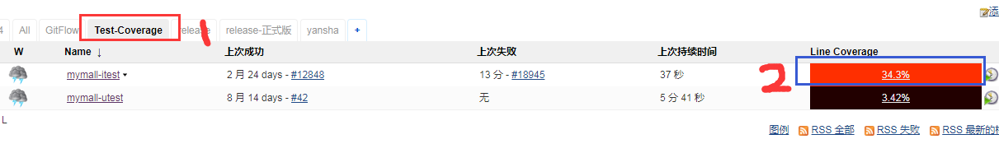 添
4 All GitFlow Test-Coverage release release-正式版 yansha +
1
W Name ↓ 上次成功 上次失败 上次持续时间 Line Coverage
mymall-itest 2 月 24 days - #12848 13 分 - #18945 37 秒 34.3%
2
mymall-utest 8 月 14 days - #42 无 5 分 41 秒 3.42%
L
图例 RSS 全部 RSS 失败 RSS 最新的